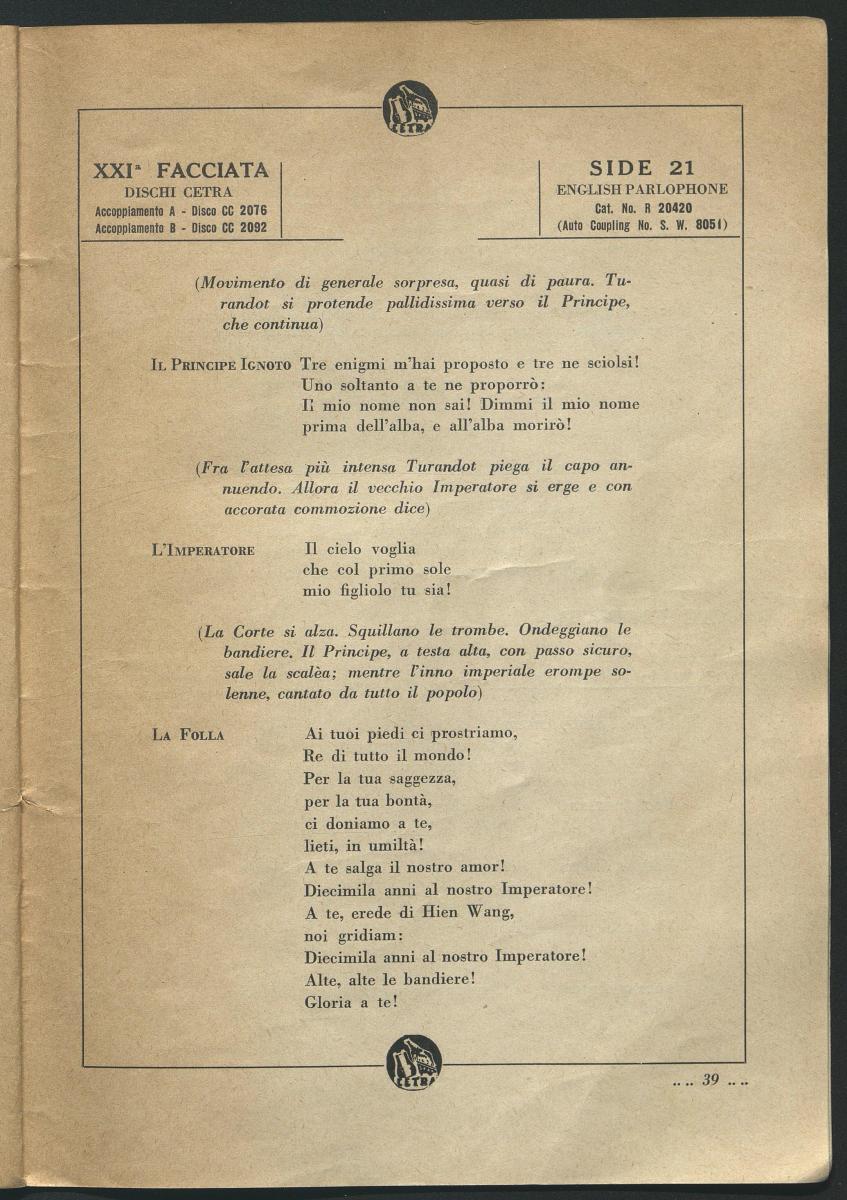 CETRA
XXIª FACCIATA
DISCHI CETRA
Accoppiamento A - Disco CC 2076
Accoppiamento B - Disco CC 2092
SIDE 21
ENGLISH PARLOPHONE
Cat. No. R 20420
(Auto Coupling No. S. W. 8051)
(Movimento di generale sorpresa, quasi di paura. Tu-
randot si protende pallidissima verso il Principe,
che continua)
IL PRINCIPE IGNOTO Tre enigmi m'hai proposto e tre ne sciolsi!
Uno soltanto a te ne proporrò:
Il mio nome non sai! Dimmi il mio nome
prima dell'alba, e all'alba morirò!
(Fra l'attesa più intensa Turandot piega il capo an-
nuendo. Allora il vecchio Imperatore si erge e con
accorata commozione dice)
L'IMPERATORE Il cielo voglia
che col primo sole
mio figliolo tu sia!
(La Corte si alza. Squillano le trombe. Ondeggiano le
bandiere. Il Principe, a testa alta, con passo sicuro,
sale la scalèa; mentre l'inno imperiale erompe so-
lenne, cantato da tutto il popolo)
LA FOLLA Ai tuoi piedi ci prostriamo,
Re di tutto il mondo!
Per la tua saggezza,
per la tua bontà,
ci doniamo a te,
lieti, in umiltà!
A te salga il nostro amor!
Diecimila anni al nostro Imperatore!
A te, erede di Hien Wang,
noi gridiam:
Diecimila anni al nostro Imperatore!
Alte, alte le bandiere!
Gloria a te!
CETRA
.. .. 39 .. ..